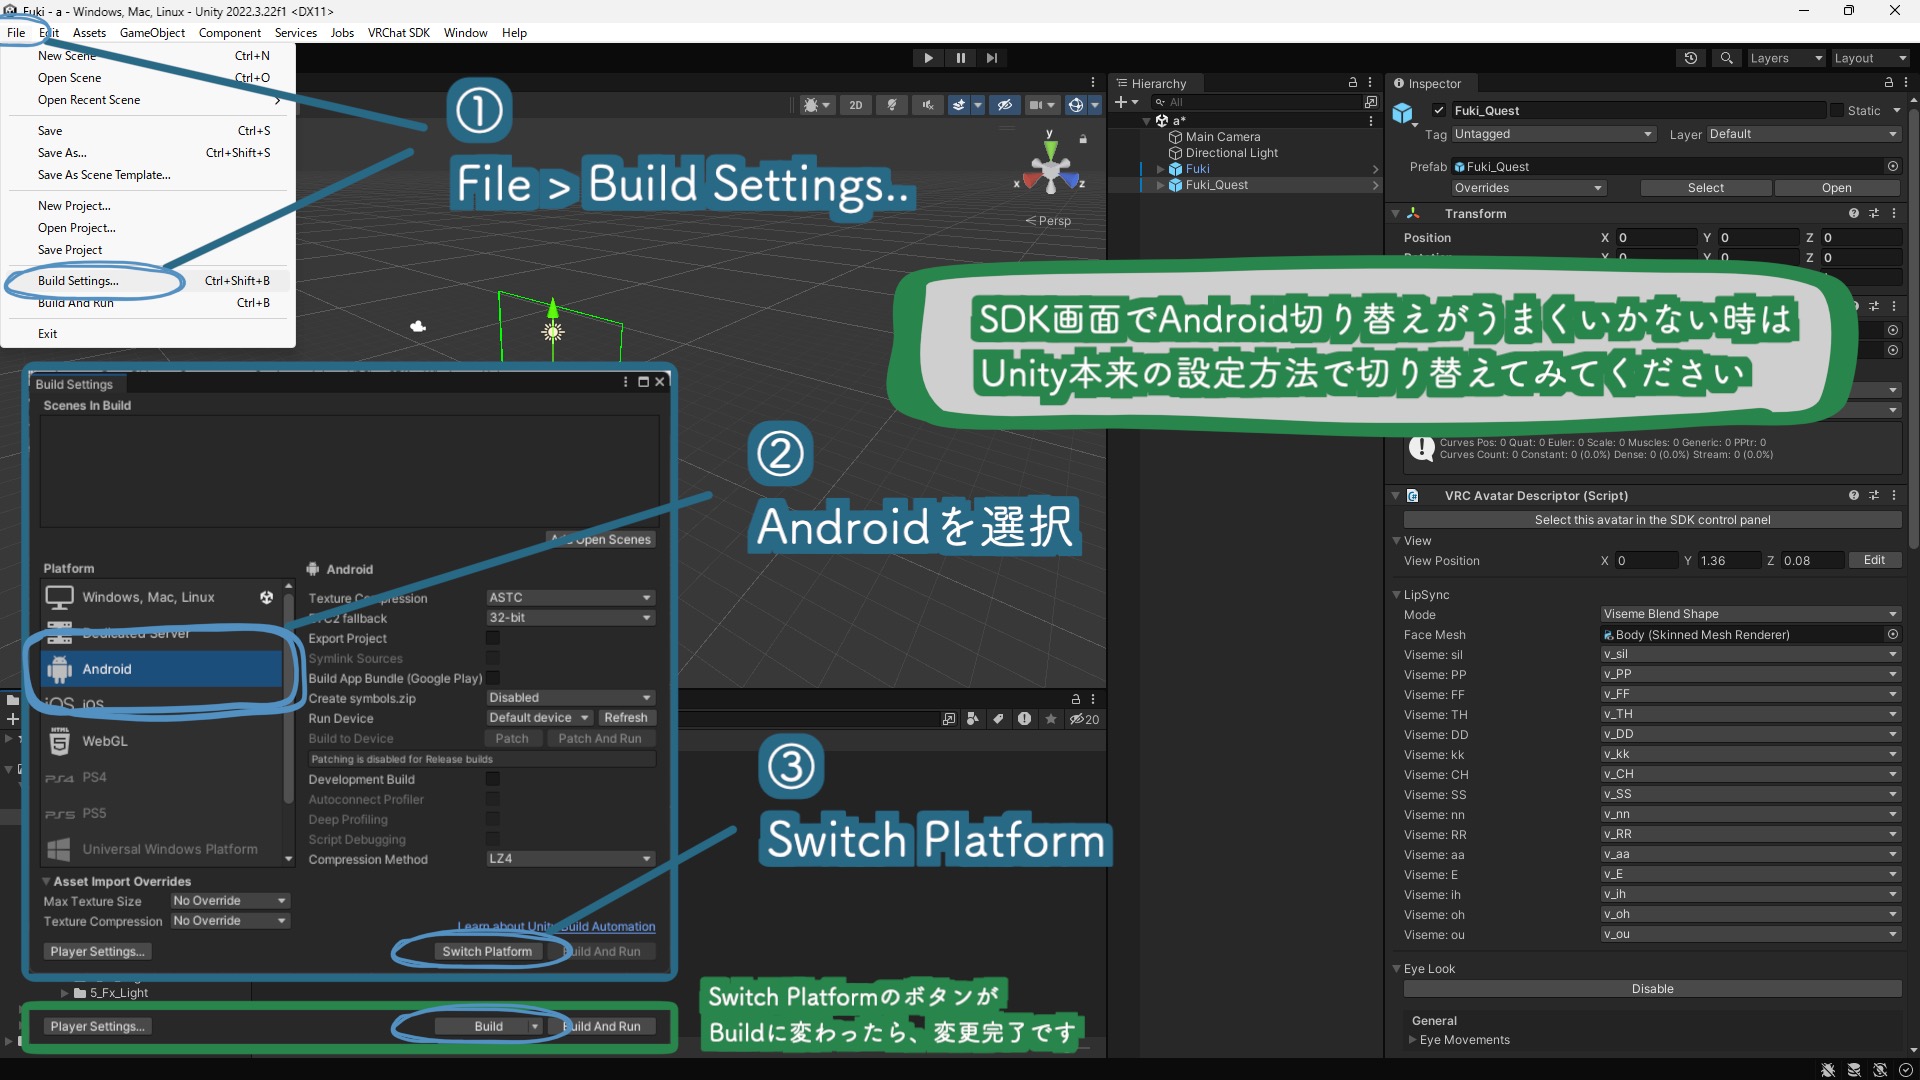 Fuki - a - Windows, Mac, Linux - Unity 2022.3.22f1 <DX11>
File Edit Assets GameObject Component Services Jobs VRChat SDK Window Help
New Scene Ctrl+N
Open Scene Ctrl+O
Open Recent Scene
Save Ctrl+S
Save As... Ctrl+Shift+S
Save As Scene Template...
New Project...
Open Project...
Save Project
Build Settings... Ctrl+Shift+B
Build And Run Ctrl+B
Exit
①
File > Build Settings..
2D
y
x z
Persp
SDK画面でAndroid切り替えがうまくいかない時は
Unity本来の設定方法で切り替えてみてください
Build Settings
Scenes In Build
Add Open Scenes
Platform
Windows, Mac, Linux
Dedicated Server
Android
iOS iOS
WebGL
PS4 PS4
PS5 PS5
Universal Windows Platform
Android
Texture Compression ASTC
ETC2 fallback 32-bit
Export Project
Symlink Sources
Build App Bundle (Google Play)
Create symbols.zip Disabled
Run Device Default device Refresh
Build to Device Patch Patch And Run
Patching is disabled for Release builds
Development Build
Autoconnect Profiler
Deep Profiling
Script Debugging
Compression Method LZ4
Asset Import Overrides
Max Texture Size No Override
Texture Compression No Override
Learn about Unity Build Automation
Player Settings... Switch Platform Build And Run
②
Androidを選択
③
Switch Platform
20
5_Fx_Light
Player Settings... Build Build And Run
Switch Platformのボタンが
Buildに変わったら、変更完了です
Hierarchy
All
a*
Main Camera
Directional Light
Fuki
Fuki_Quest
Layers Layout
Inspector
Fuki_Quest Static
Tag Untagged Layer Default
Prefab Fuki_Quest
Overrides Select Open
Transform
Position X 0 Y 0 Z 0
Rotation X 0 Y 0 Z 0
Curves Pos: 0 Quat: 0 Euler: 0 Scale: 0 Muscles: 0 Generic: 0 PPtr: 0
Curves Count: 0 Constant: 0 (0.0%) Dense: 0 (0.0%) Stream: 0 (0.0%)
VRC Avatar Descriptor (Script)
Select this avatar in the SDK control panel
View
View Position X 0 Y 1.36 Z 0.08 Edit
LipSync
Mode Viseme Blend Shape
Face Mesh Body (Skinned Mesh Renderer)
Viseme: sil v_sil
Viseme: PP v_PP
Viseme: FF v_FF
Viseme: TH v_TH
Viseme: DD v_DD
Viseme: kk v_kk
Viseme: CH v_CH
Viseme: SS v_SS
Viseme: nn v_nn
Viseme: RR v_RR
Viseme: aa v_aa
Viseme: E v_E
Viseme: ih v_ih
Viseme: oh v_oh
Viseme: ou v_ou
Eye Look
Disable
General
Eye Movements